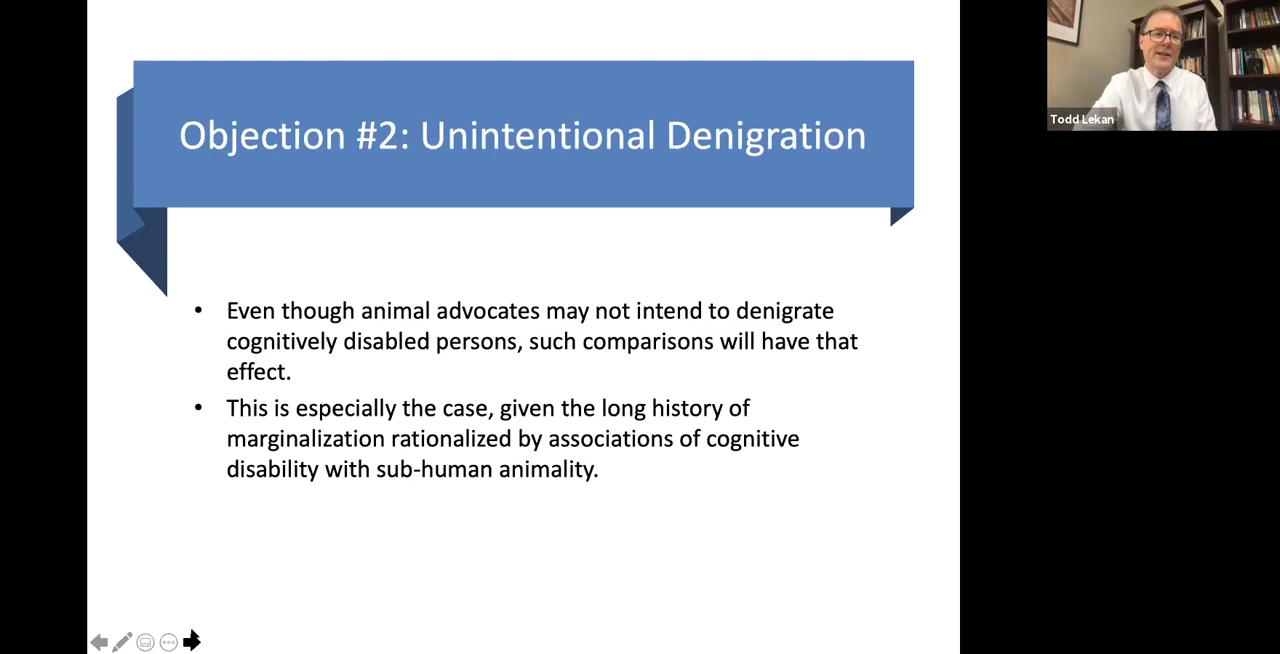 Objection #2: Unintentional Denigration
• Even though animal advocates may not intend to denigrate
cognitively disabled persons, such comparisons will have that
effect.
• This is especially the case, given the long history of
marginalization rationalized by associations of cognitive
disability with sub-human animality.
Todd Lekan